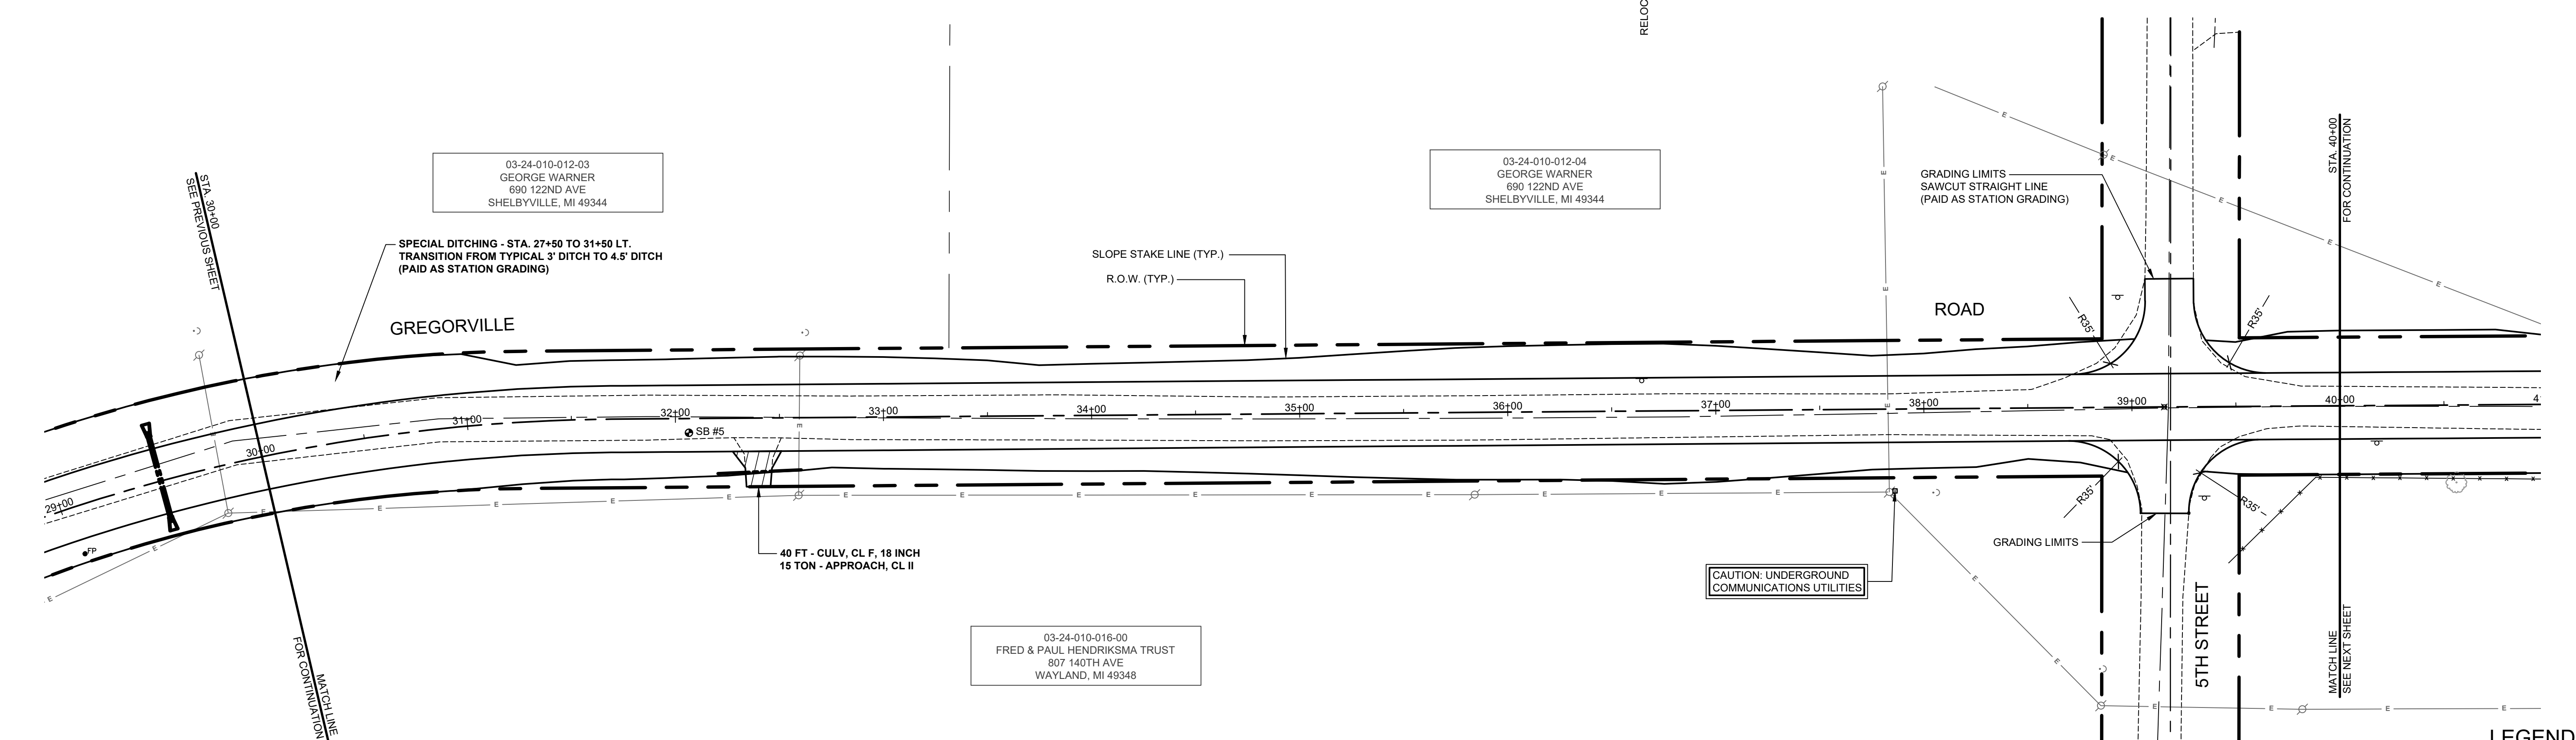 RELOC
03-24-010-012-03
GEORGE WARNER
690 122ND AVE
SHELBYVILLE, MI 49344
03-24-010-012-04
GEORGE WARNER
690 122ND AVE
SHELBYVILLE, MI 49344
STA. 30+00
SEE PREVIOUS SHEET
SPECIAL DITCHING - STA. 27+50 TO 31+50 LT.
TRANSITION FROM TYPICAL 3' DITCH TO 4.5' DITCH
(PAID AS STATION GRADING)
SLOPE STAKE LINE (TYP.)
R.O.W. (TYP.)
GRADING LIMITS
SAWCUT STRAIGHT LINE
(PAID AS STATION GRADING)
STA. 40+00
FOR CONTINUATION
GREGORVILLE
ROAD
R35'
R35'
29+00
30+00
31+00
32+00
33+00
34+00
35+00
36+00
37+00
38+00
39+00
40+00
41
SB #5
FP
40 FT - CULV, CL F, 18 INCH
15 TON - APPROACH, CL II
R35'
R35'
GRADING LIMITS
CAUTION: UNDERGROUND
COMMUNICATIONS UTILITIES
03-24-010-016-00
FRED & PAUL HENDRIKSMA TRUST
807 140TH AVE
WAYLAND, MI 49348
5TH STREET
MATCH LINE
SEE NEXT SHEET
MATCH LINE
FOR CONTINUATION
LEGEND